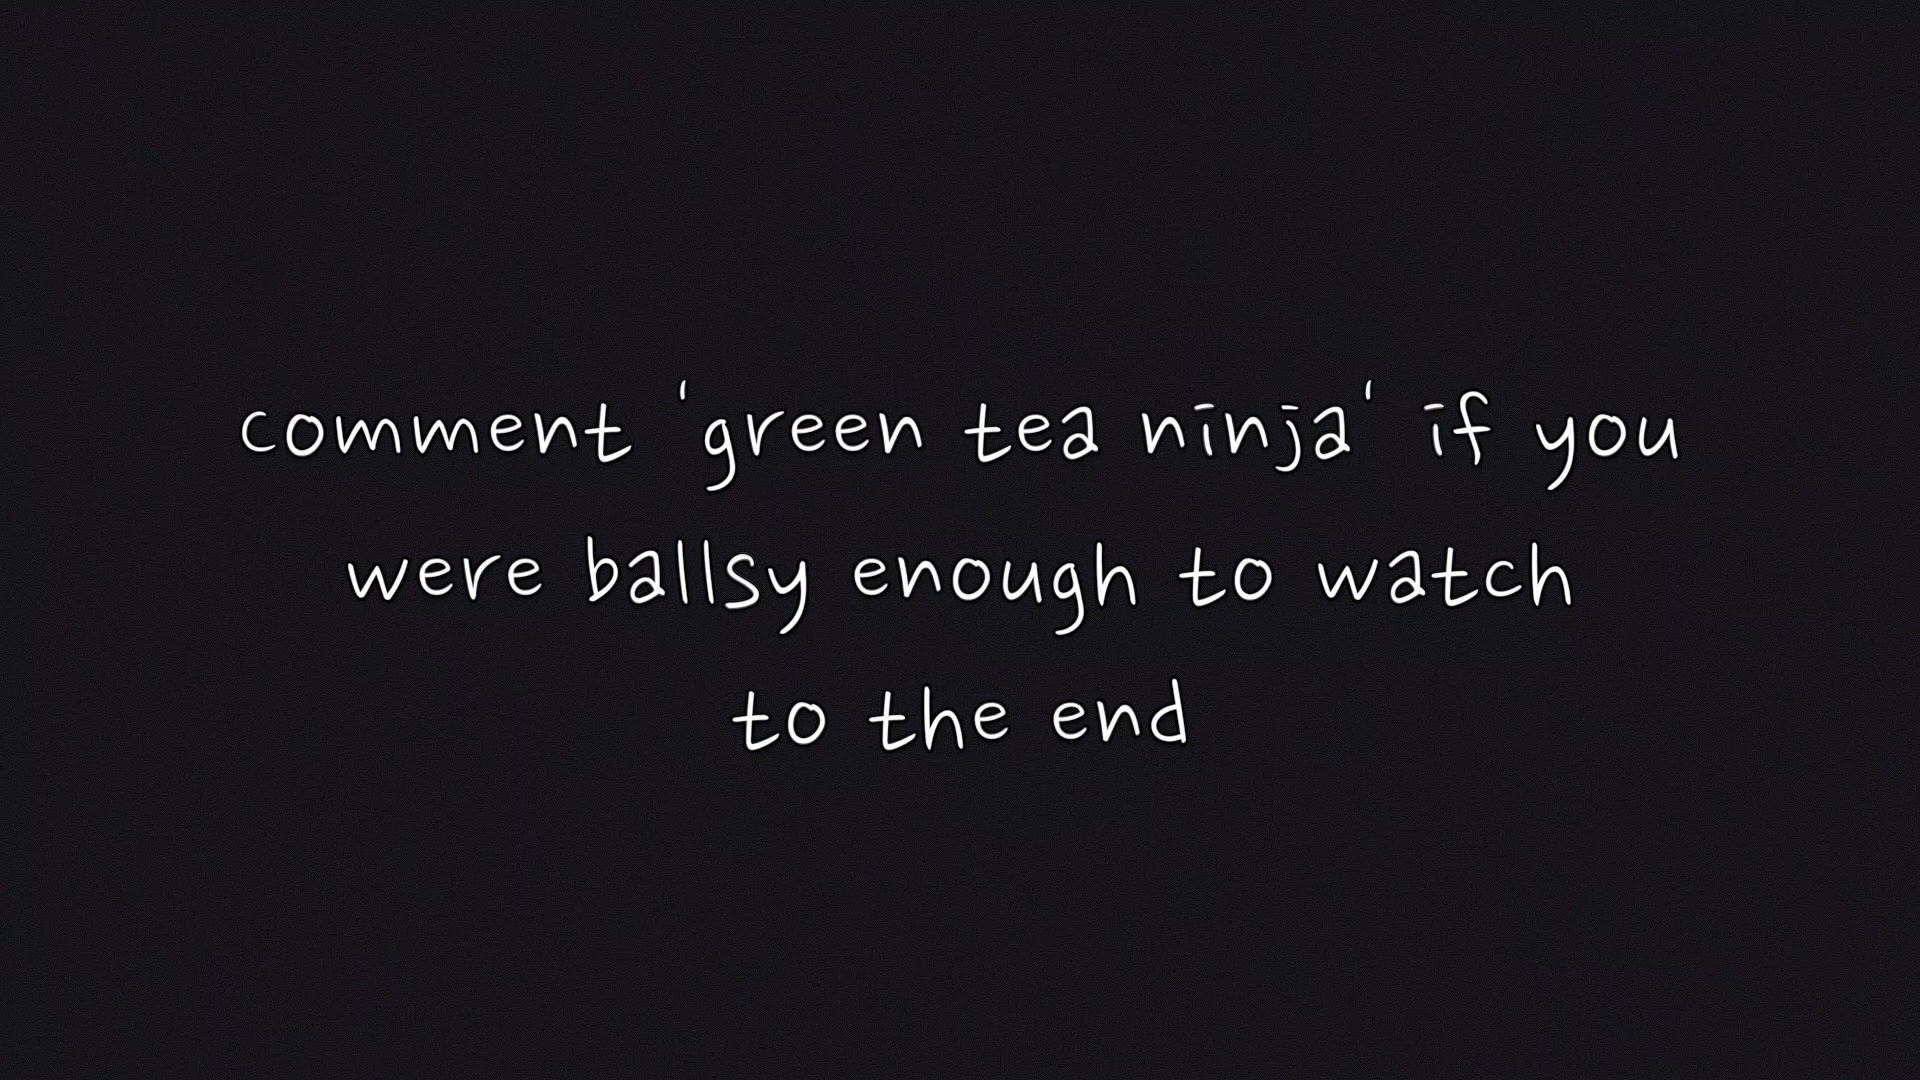 comment 'green tea ninja' if you
were ballsy enough to watch
to the end